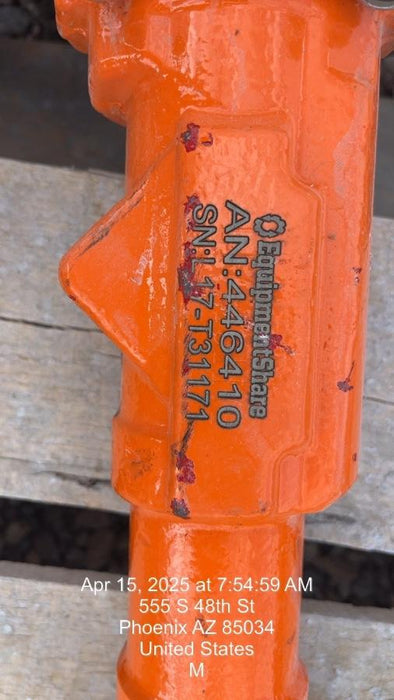 EquipmentShare
AN:446410
SN:L17-T31171
Apr 15, 2025 at 7:54:59 AM
555 S 48th St
Phoenix AZ 85034
United States
M